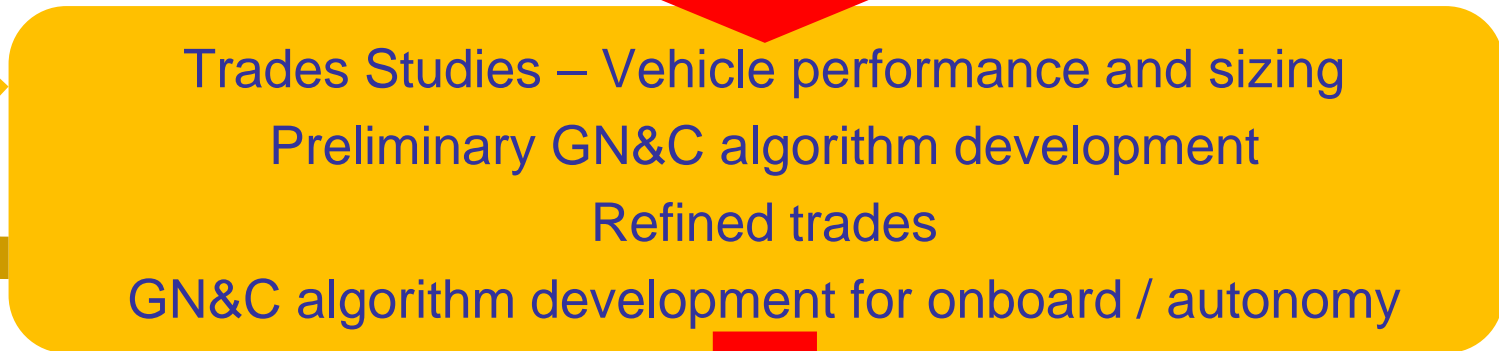 Trades Studies – Vehicle performance and sizing
Preliminary GN&C algorithm development
Refined trades
GN&C algorithm development for onboard / autonomy